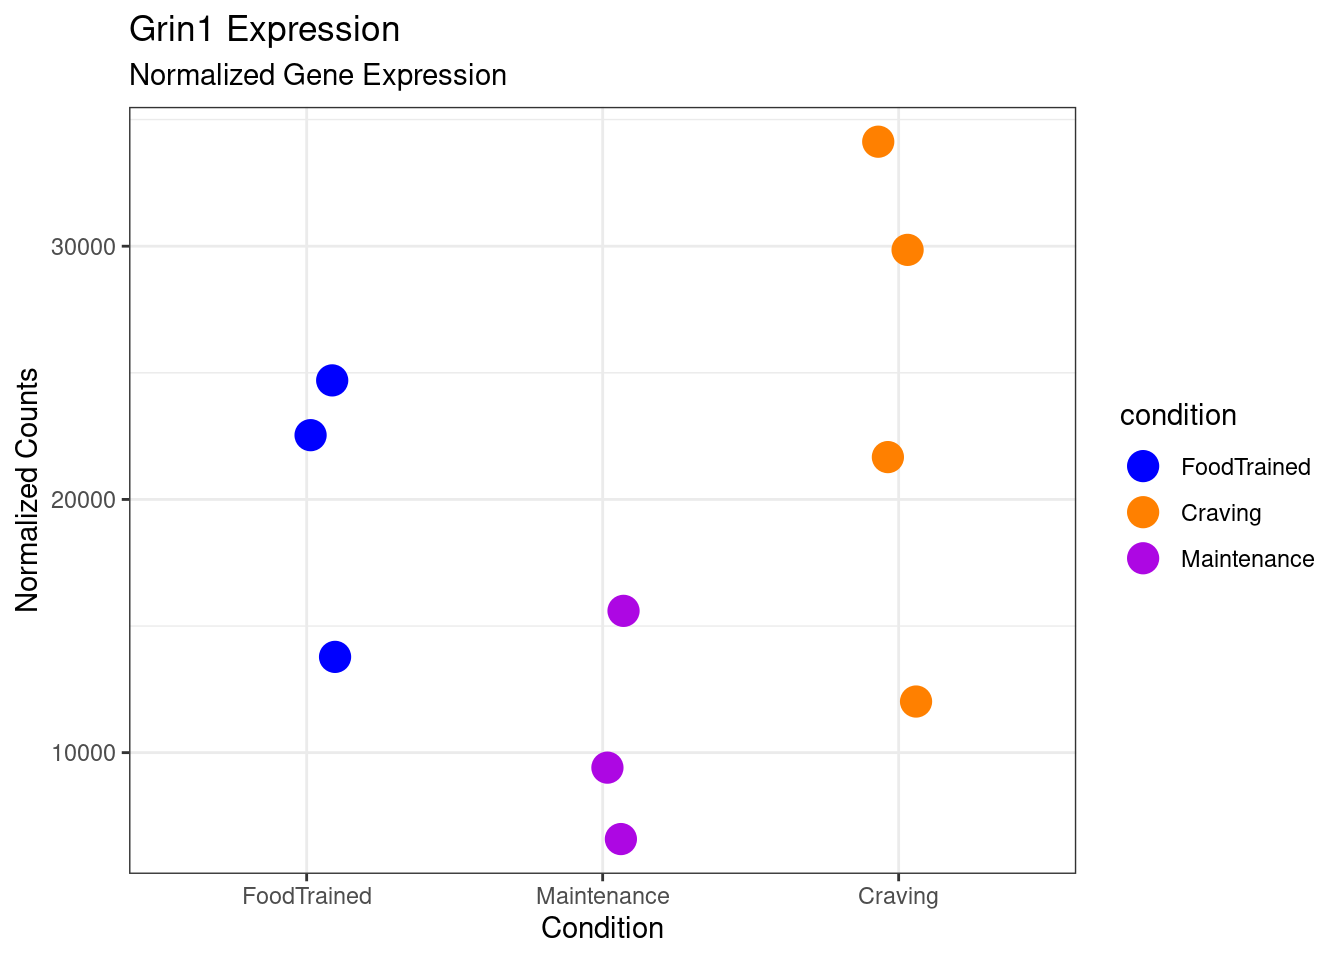 Grin1 Expression
Normalized Gene Expression
Normalized Counts
30000
20000
10000
FoodTrained
Maintenance
Craving
Condition
condition
FoodTrained
Craving
Maintenance